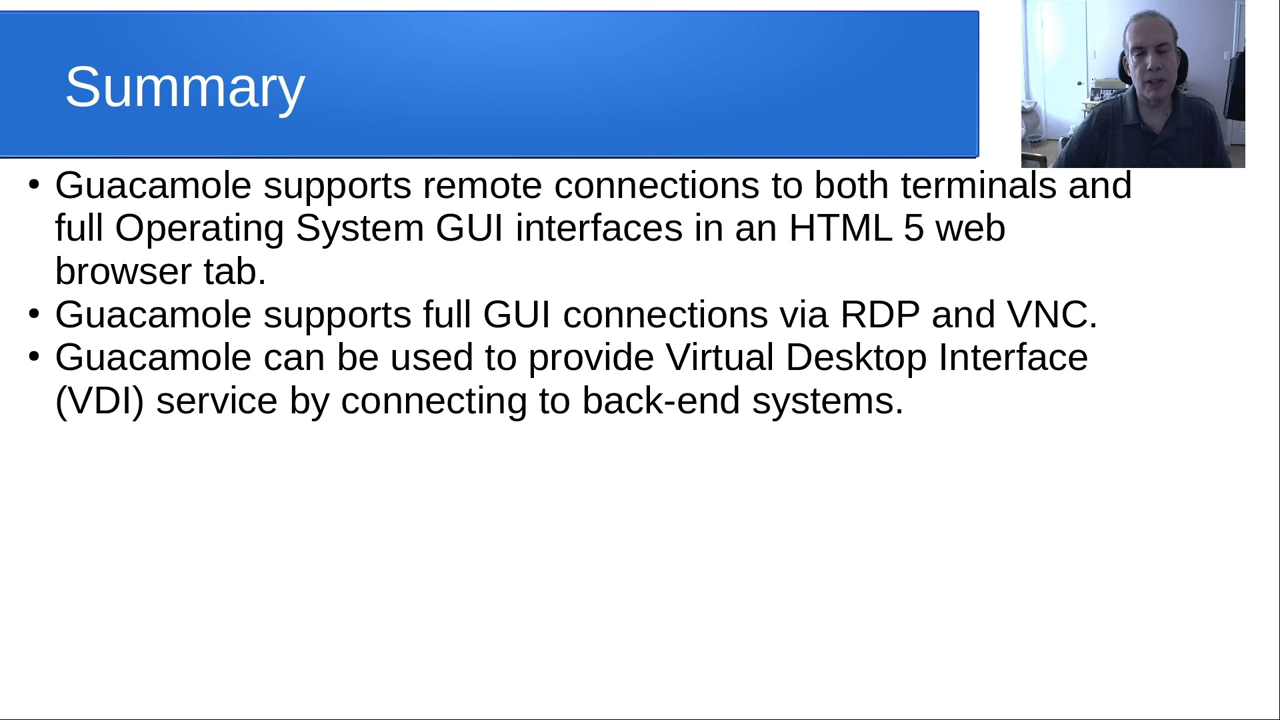 Summary
• Guacamole supports remote connections to both terminals and
full Operating System GUI interfaces in an HTML 5 web
browser tab.
• Guacamole supports full GUI connections via RDP and VNC.
• Guacamole can be used to provide Virtual Desktop Interface
(VDI) service by connecting to back-end systems.